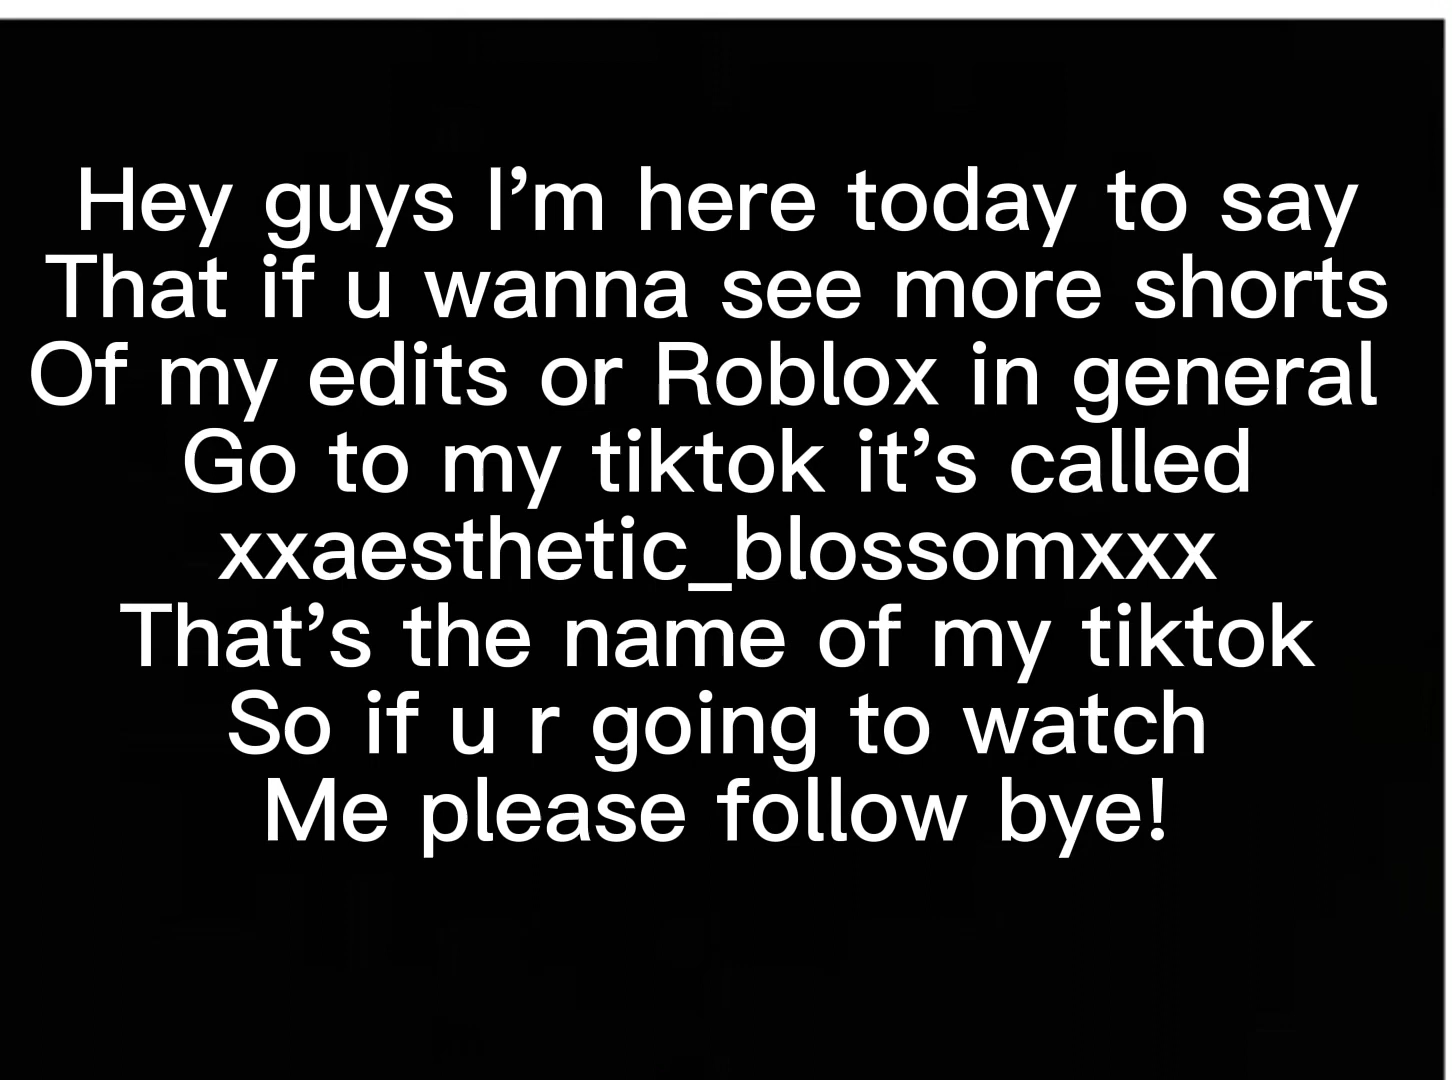 Hey guys I’m here today to say
That if u wanna see more shorts
Of my edits or Roblox in general
Go to my tiktok it’s called
xxaesthetic_blossomxxx
That’s the name of my tiktok
So if u r going to watch
Me please follow bye!